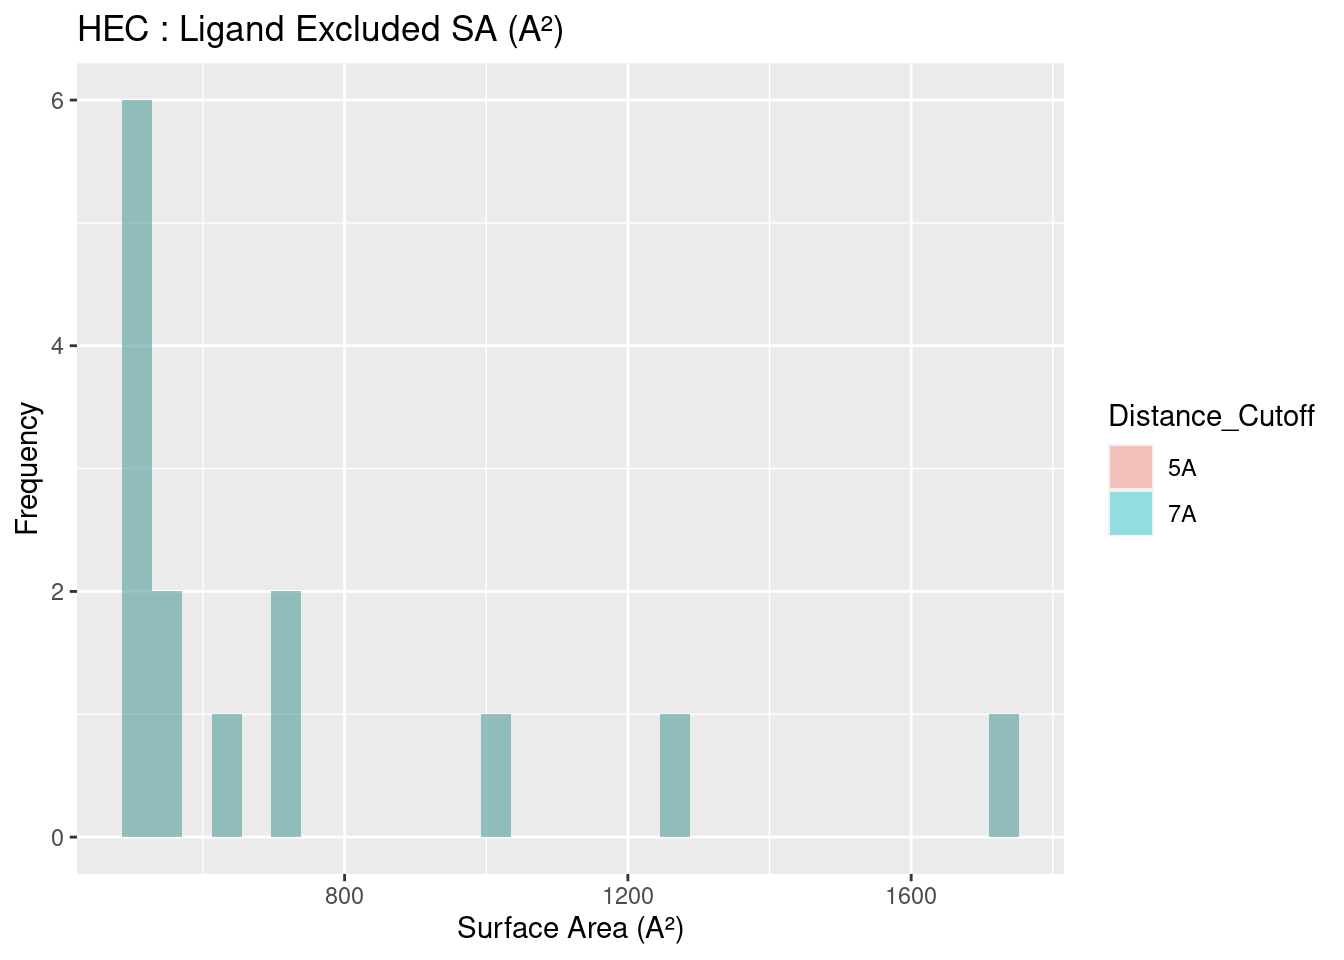 HEC : Ligand Excluded SA (A²)
6
4
2
0
Frequency
800 1200 1600
Surface Area (A²)
Distance_Cutoff
5A
7A